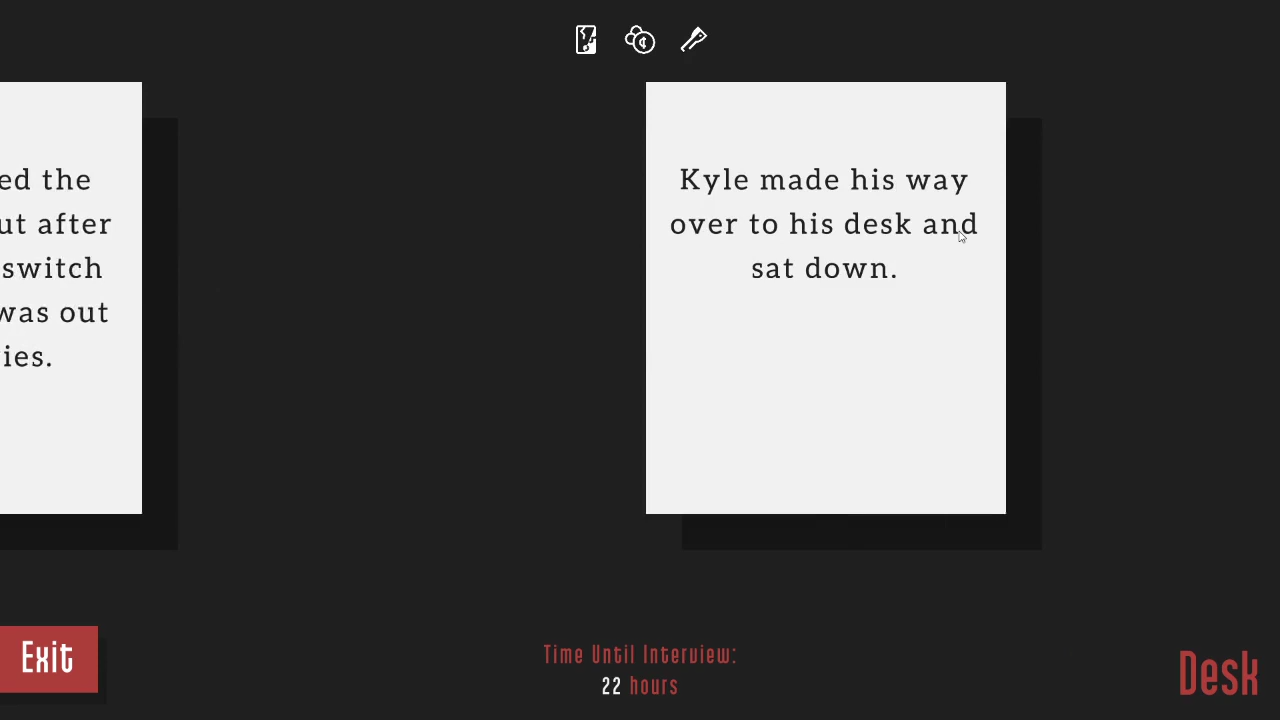 ed the
ut after
switch
was out
ies.
Kyle made his way
over to his desk and
sat down.
Exit
Time Until Interview:
22 hours
Desk